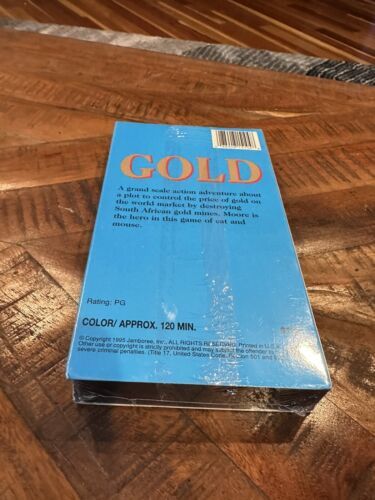 GOLD
A grand scale action adventure about
a plot to control the price of gold on
the world market by destroying
South African gold mines. Moore is
the hero in this game of cat and
mouse.
Rating: PG
COLOR/ APPROX. 120 MIN.
© Copyright 1995 Jamboree, Inc., ALL RIGHTS RESERVED. Printed in U.S.A.
Other use or copyright is strictly prohibited and may subject the offender to
severe criminal penalties. (Title 17, United States Code, Section 501 and